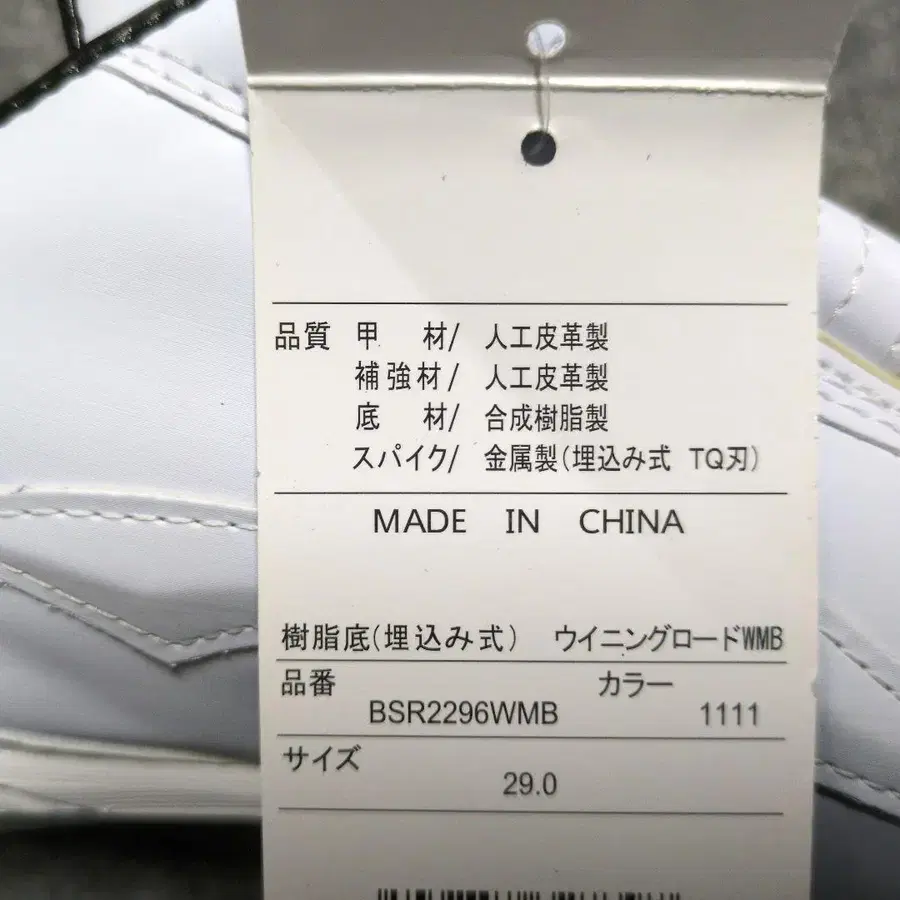 品質 甲 材/ 人工皮革製
補強材/ 人工皮革製
底 材/ 合成樹脂製
スパイク/ 金属製(埋込み式 TQ刃)
MADE IN CHINA
樹脂底(埋込み式) ウイニングロードWMB
品番 カラー
BSR2296WMB 1111
サイズ
29.0